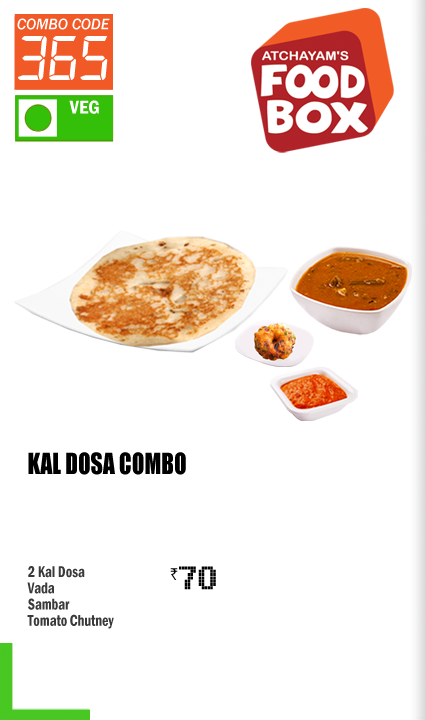 COMBO CODE
365
VEG
ATCHAYAM'S
FOOD
BOX
KAL DOSA COMBO
2 Kal Dosa
Vada
Sambar
Tomato Chutney
₹70